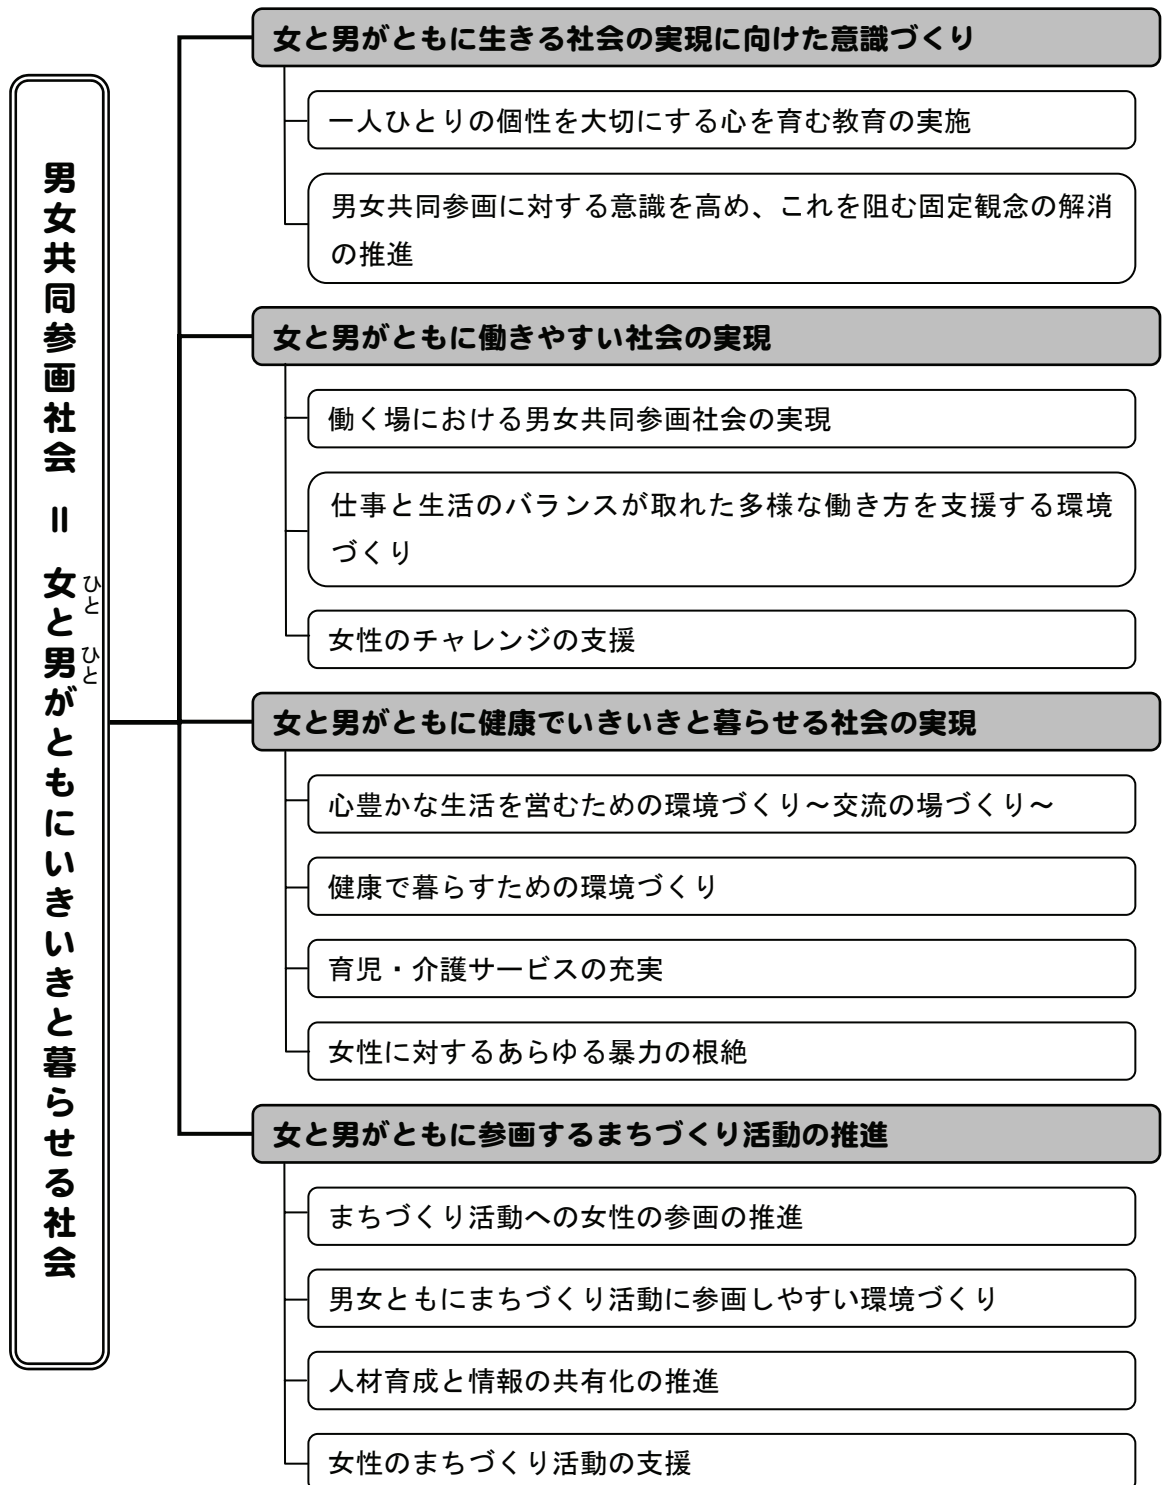 男女共同参画社会 = 女と男がともにいきいきと暮らせる社会
ひと ひと
女と男がともに生きる社会の実現に向けた意識づくり
一人ひとりの個性を大切にする心を育む教育の実施
男女共同参画に対する意識を高め、これを阻む固定観念の解消
の推進
女と男がともに働きやすい社会の実現
働く場における男女共同参画社会の実現
仕事と生活のバランスが取れた多様な働き方を支援する環境
づくり
女性のチャレンジの支援
女と男がともに健康でいきいきと暮らせる社会の実現
心豊かな生活を営むための環境づくり～交流の場づくり～
健康で暮らすための環境づくり
育児・介護サービスの充実
女性に対するあらゆる暴力の根絶
女と男がともに参画するまちづくり活動の推進
まちづくり活動への女性の参画の推進
男女ともにまちづくり活動に参画しやすい環境づくり
人材育成と情報の共有化の推進
女性のまちづくり活動の支援